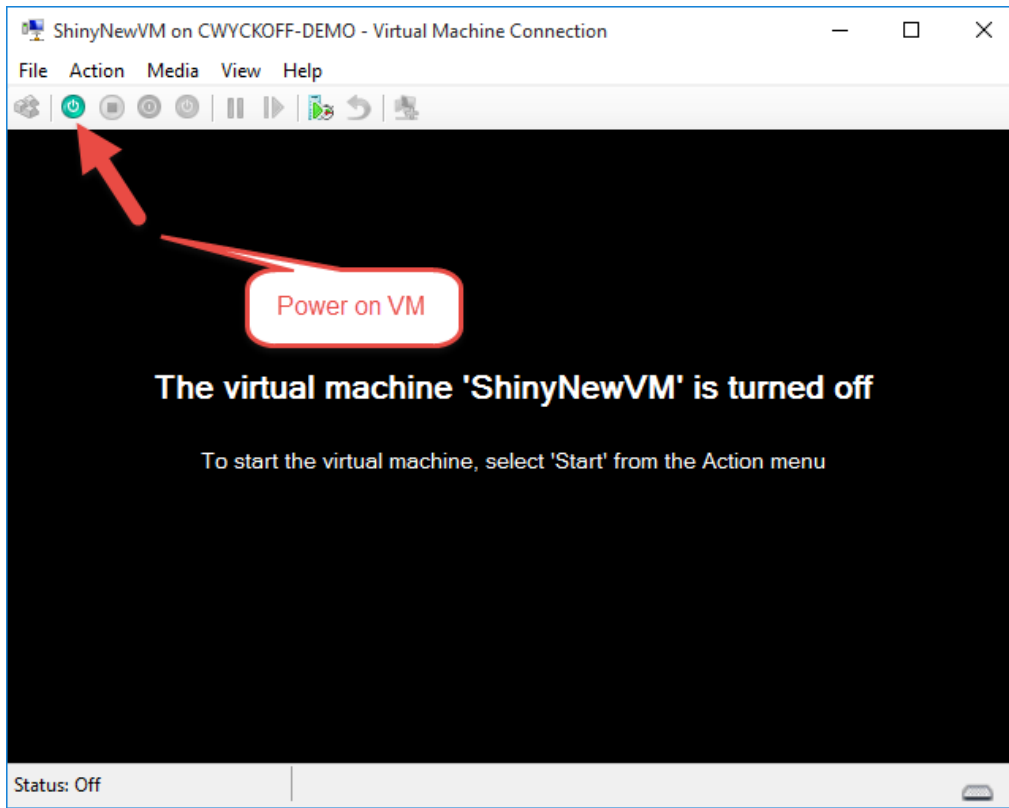 ShinyNewVM on CWYCKOFF-DEMO - Virtual Machine Connection
File Action Media View Help
Power on VM
The virtual machine 'ShinyNewVM' is turned off
To start the virtual machine, select 'Start' from the Action menu
Status: Off